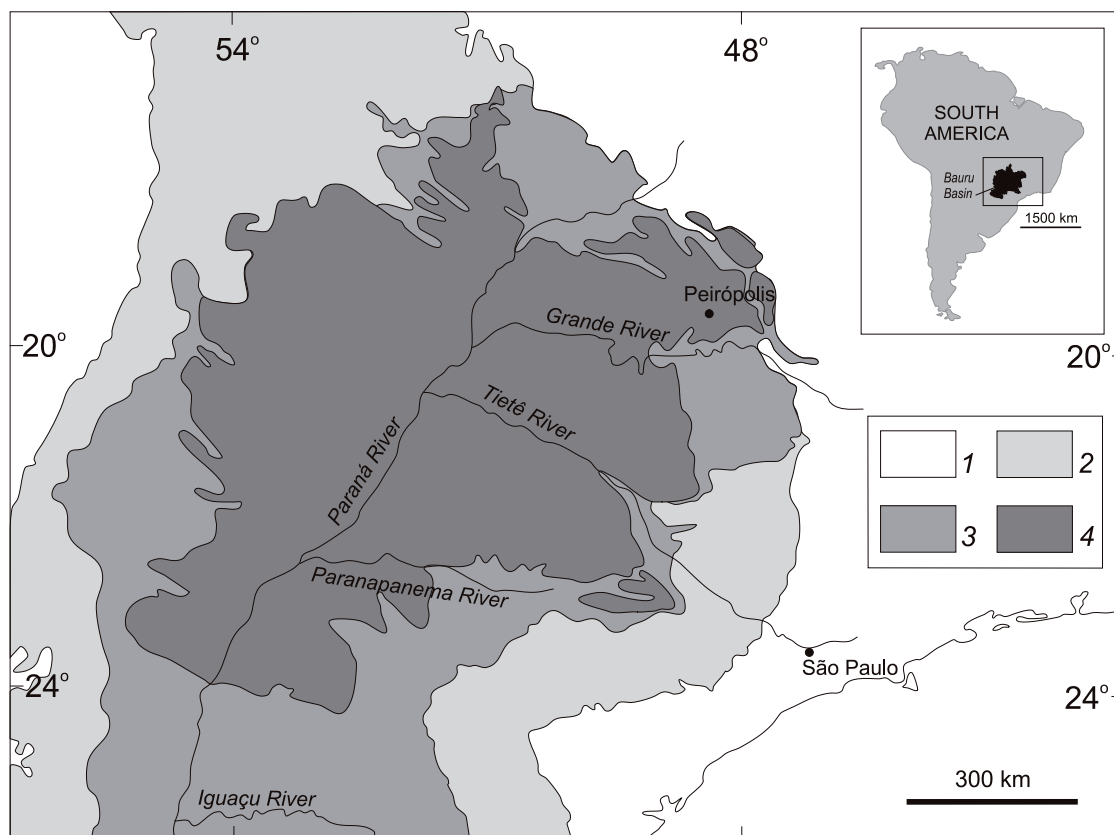 54°
48°
SOUTH
AMERICA
Bauru
Basin
1500 km
Peirópolis
Grande River
20°
20°
Tietê River
Paraná River
1
2
3
4
Paranapanema River
São Paulo
24°
24°
300 km
Iguaçu River